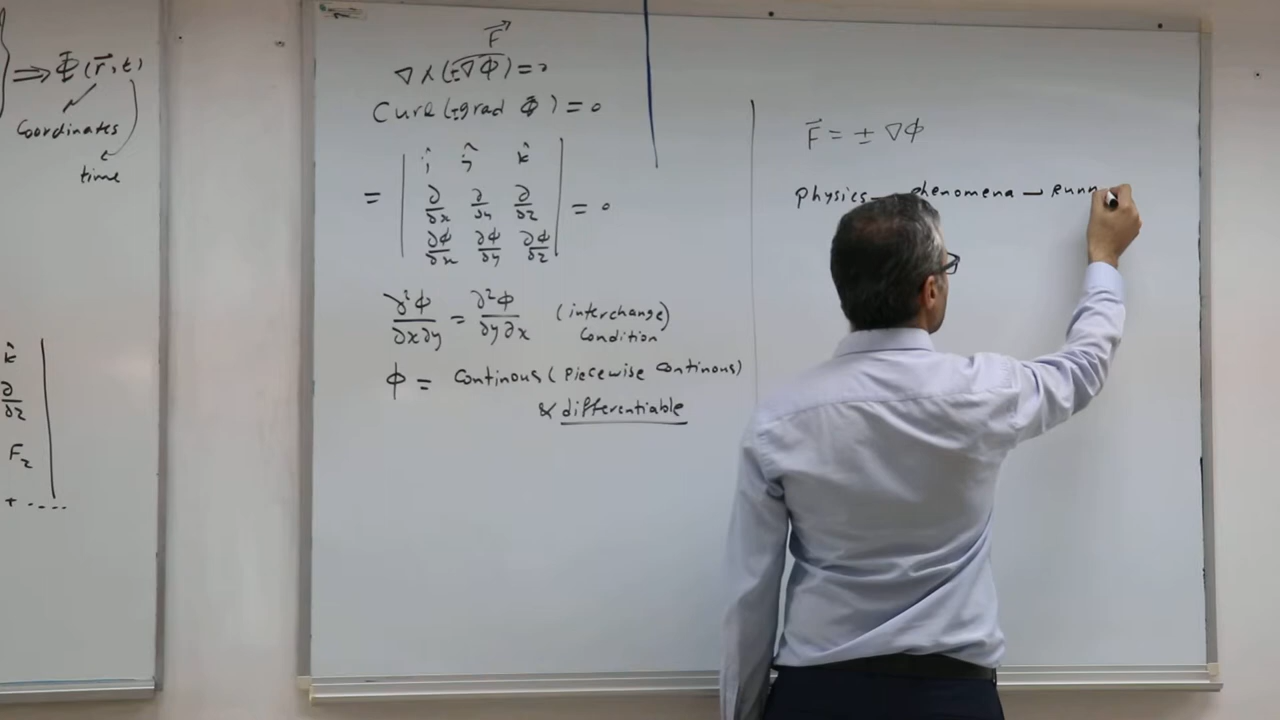 ⇒ Φ(r⃗,t)
Coordinates
time
k̂
∂/∂z
F_z
+ ....
F⃗
∇ × (±∇Φ) = 0
Curl (±grad Φ) = 0
î ĵ k̂
= | ∂/∂x ∂/∂y ∂/∂z | = 0
∂ϕ/∂x ∂ϕ/∂y ∂ϕ/∂z
∂²ϕ/∂x∂y = ∂²ϕ/∂y∂x (interchange)
Condition
ϕ = Continous (Piecewise Continous)
& differentiable
F⃗ = ± ∇ϕ
physics — phenomena —